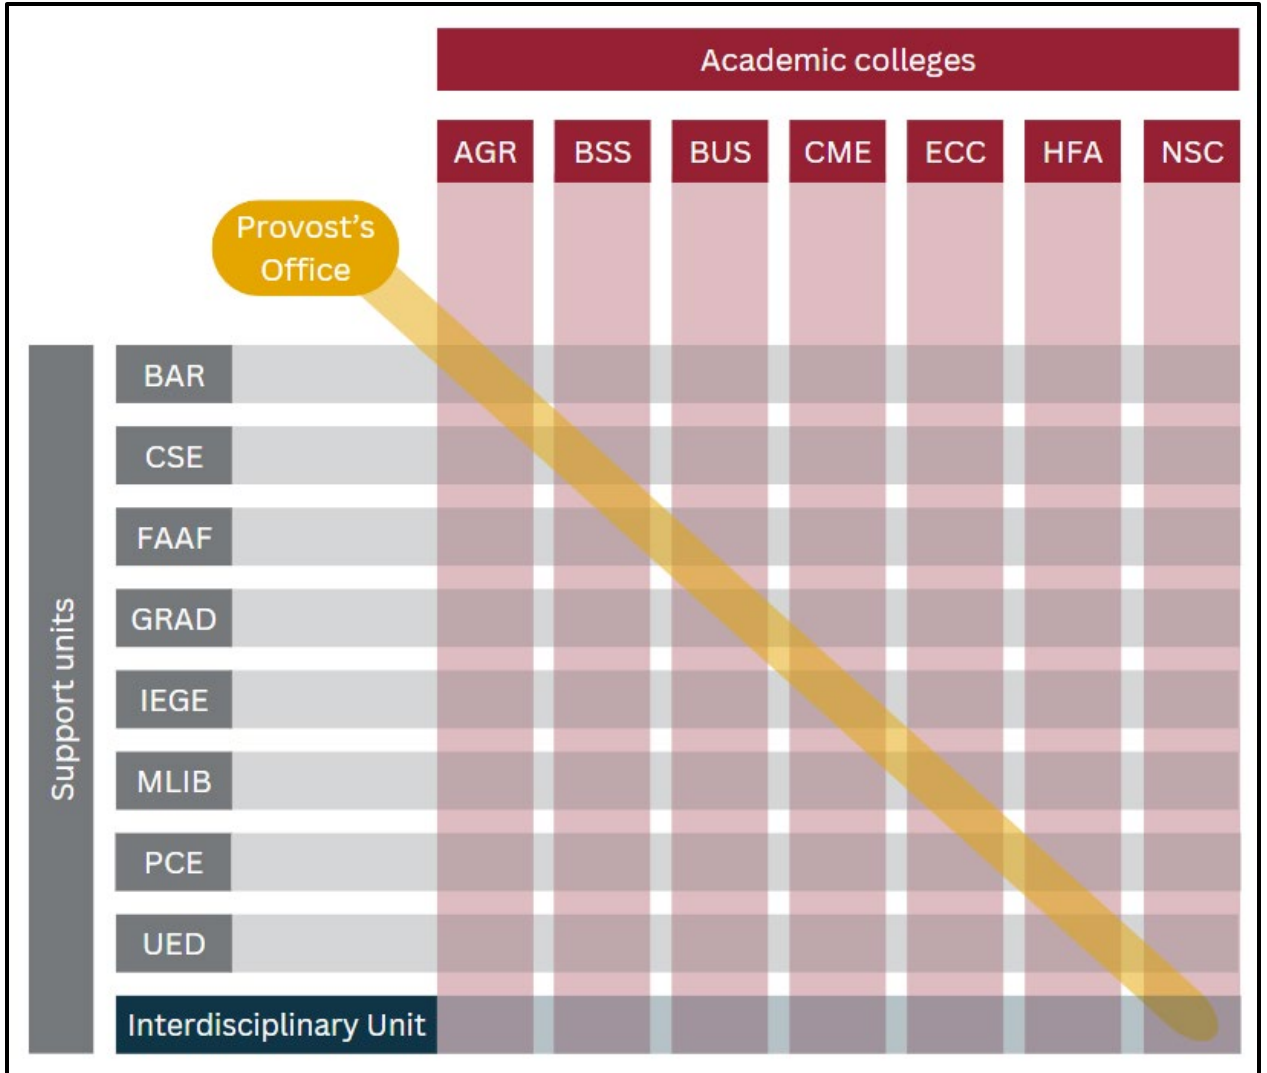 Academic colleges
AGR
BSS
BUS
CME
ECC
HFA
NSC
Provost's
Office
Support units
BAR
CSE
FAAF
GRAD
IEGE
MLIB
PCE
UED
Interdisciplinary Unit